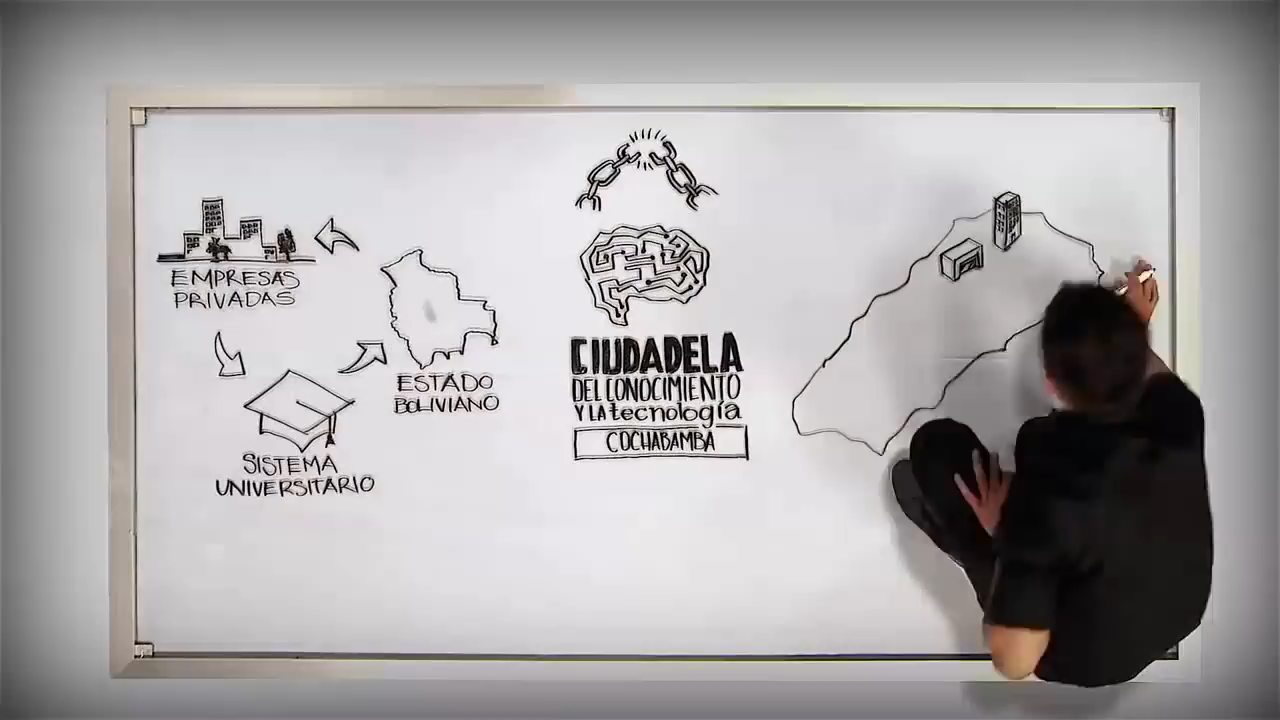 EMPRESAS
PRIVADAS
ESTADO
BOLIVIANO
SISTEMA
UNIVERSITARIO
CIUDADELA
DEL CONOCIMIENTO
Y LA tecnología
COCHABAMBA